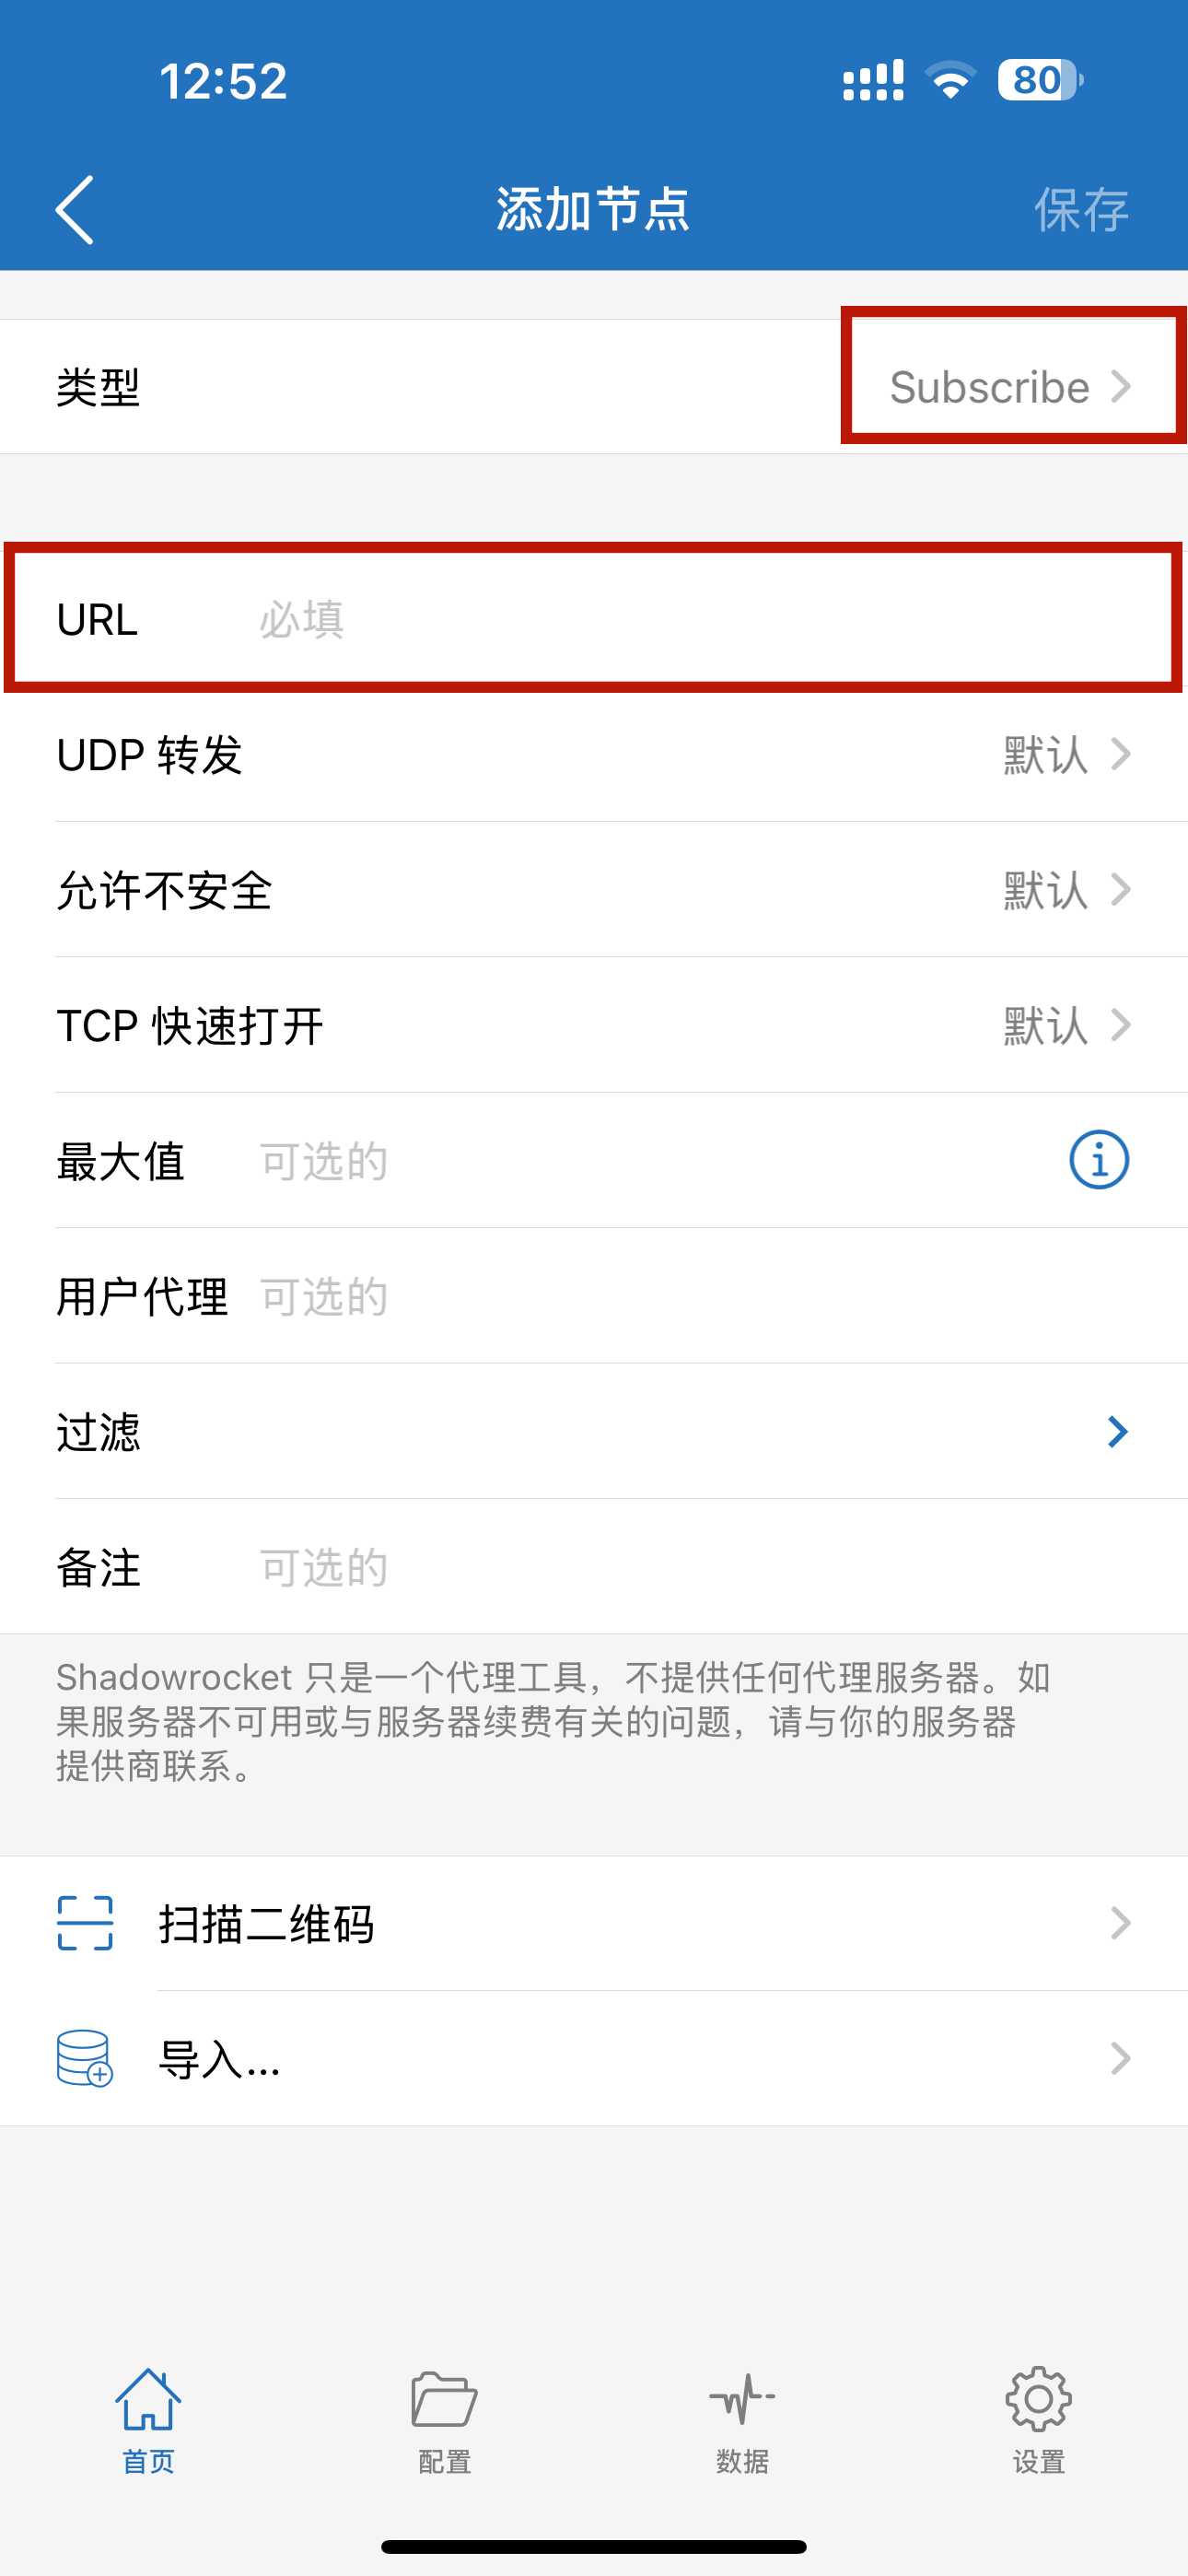 12:52
80
添加节点
保存
类型
Subscribe
URL
必填
UDP 转发
默认
允许不安全
默认
TCP 快速打开
默认
最大值
可选的
用户代理
可选的
过滤
备注
可选的
Shadowrocket 只是一个代理工具，不提供任何代理服务器。如
果服务器不可用或与服务器续费有关的问题，请与你的服务器
提供商联系。
扫描二维码
导入...
首页
配置
数据
设置